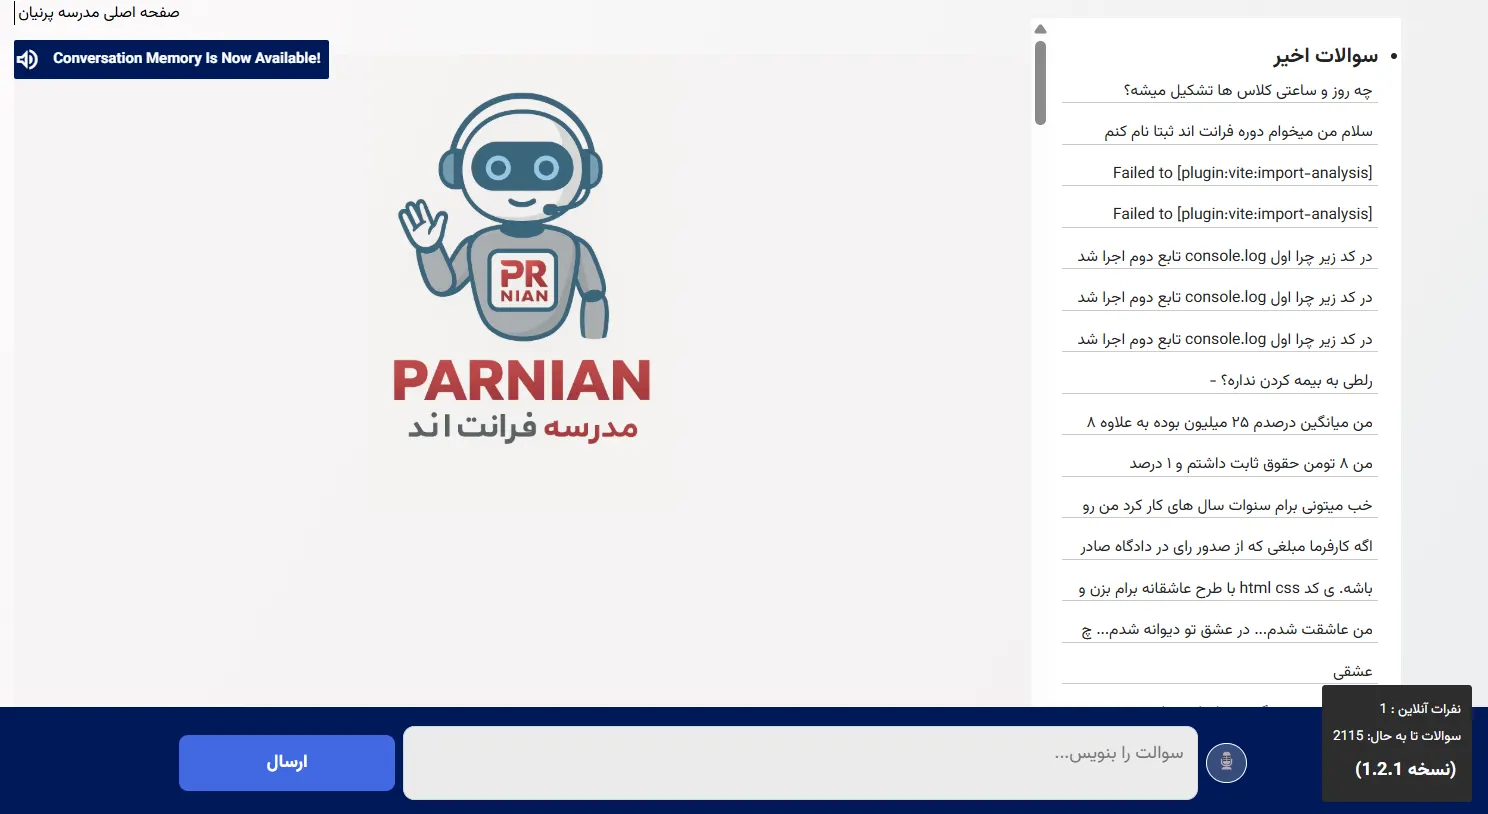 صفحه اصلی مدرسه پرنیان
Conversation Memory Is Now Available!
PR
NIAN
PARNIAN
مدرسه فرانت اند
سوالات اخیر
چه روز و ساعتی کلاس ها تشکیل میشه؟
سلام من میخوام دوره فرانت اند ثبتا نام کنم
Failed to [plugin:vite:import-analysis]
Failed to [plugin:vite:import-analysis]
در کد زیر چرا اول console.log تابع دوم اجرا شد
در کد زیر چرا اول console.log تابع دوم اجرا شد
در کد زیر چرا اول console.log تابع دوم اجرا شد
رلطی به بیمه کردن نداره؟ -
من میانگین درصدم ۲۵ میلیون بوده به علاوه ۸
من ۸ تومن حقوق ثابت داشتم و ۱ درصد
خب میتونی برام سنوات سال های کار کرد من رو
اگه کارفرما مبلغی که از صدور رای در دادگاه صادر
باشه. ی کد html css با طرح عاشقانه برام بزن و
من عاشقت شدم... در عشق تو دیوانه شدم... چ
عشقی
نفرات آنلاین : 1
سوالات تا به حال: 2115
(نسخه 1.2.1)
سوالت را بنویس...
ارسال